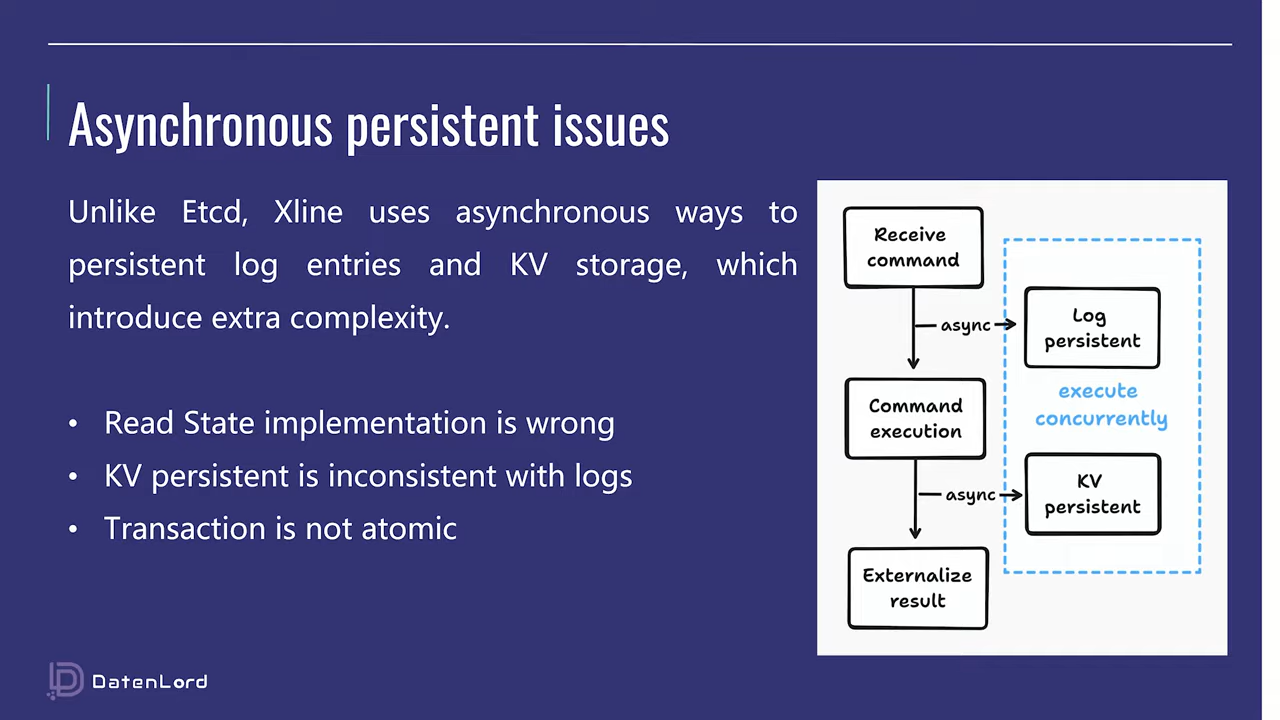 Asynchronous persistent issues
Unlike Etcd, Xline uses asynchronous ways to
persistent log entries and KV storage, which
introduce extra complexity.
• Read State implementation is wrong
• KV persistent is inconsistent with logs
• Transaction is not atomic
Receive
command
async
Log
persistent
execute
concurrently
Command
execution
async
KV
persistent
Externalize
result
DatenLord